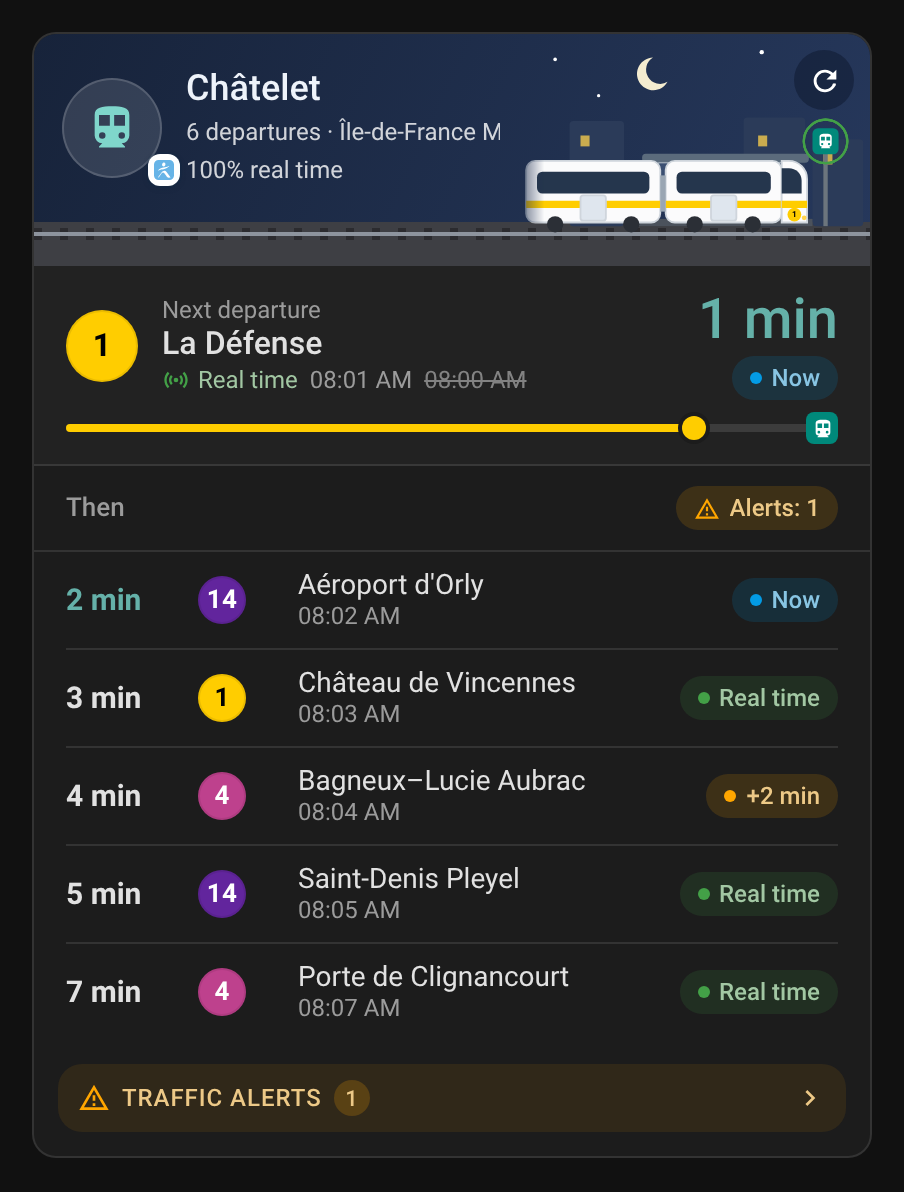 Châtelet
6 departures · Île-de-France M
100% real time
1
Next departure
1 min
1
La Défense
Real time 08:01 AM 08:00 AM
Now
Then
Alerts: 1
2 min 14 Aéroport d'Orly Now
08:02 AM
3 min 1 Château de Vincennes Real time
08:03 AM
4 min 4 Bagneux–Lucie Aubrac +2 min
08:04 AM
5 min 14 Saint-Denis Pleyel Real time
08:05 AM
7 min 4 Porte de Clignancourt Real time
08:07 AM
TRAFFIC ALERTS 1